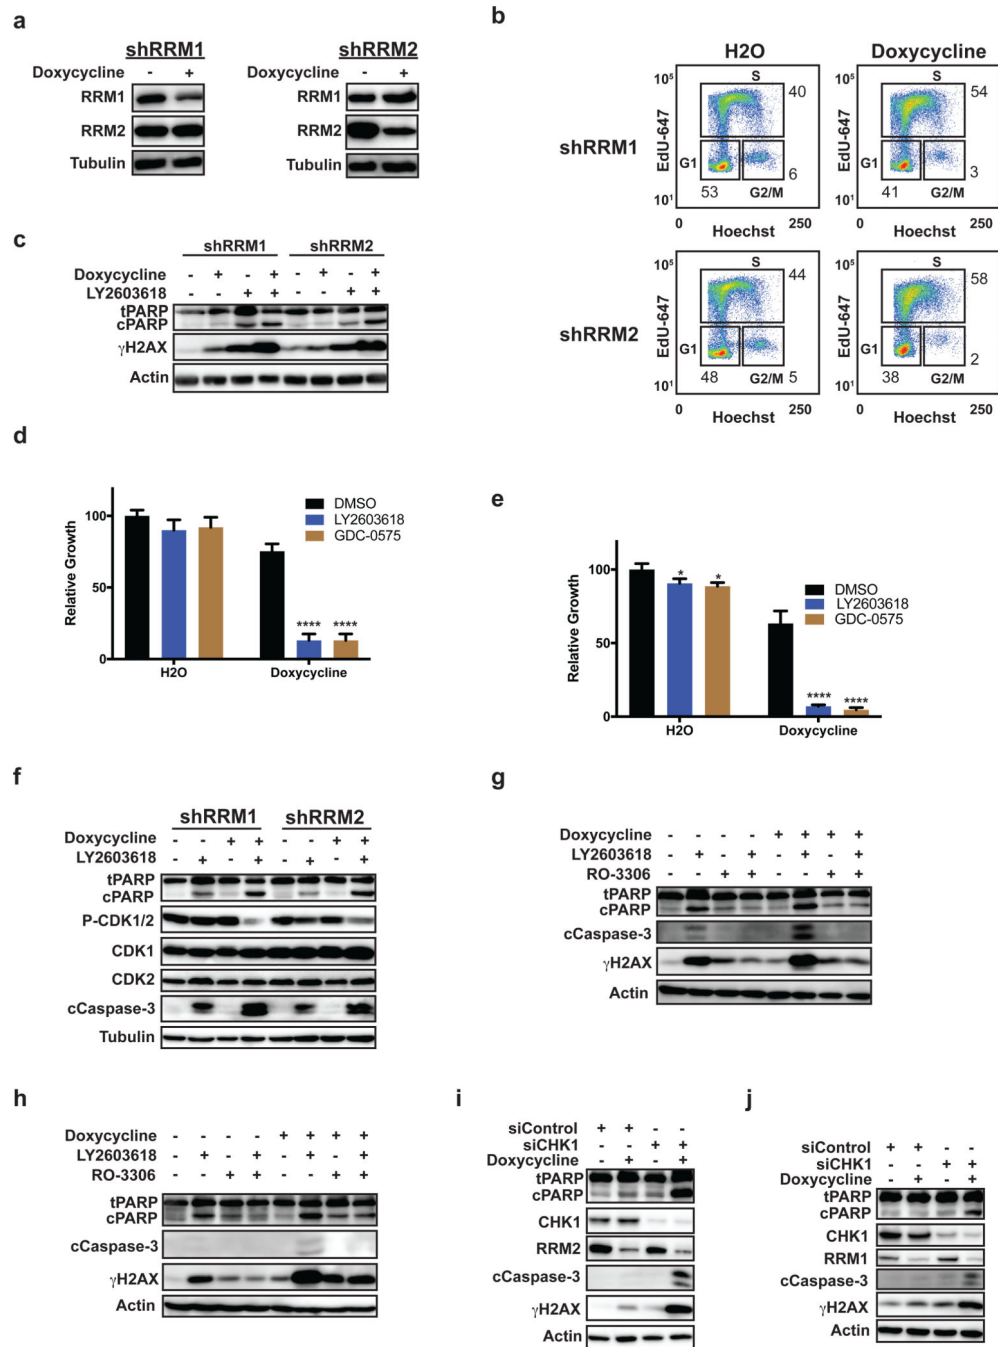 a
shRRM1
shRRM2
Doxycycline - +
Doxycycline - +
RRM1
RRM1
RRM2
RRM2
Tubulin
Tubulin
b
H2O
Doxycycline
shRRM1
10⁵
EdU-647
10¹
S
40
G1
53
G2/M
6
0
Hoechst
250
10⁵
EdU-647
10¹
S
54
G1
41
G2/M
3
0
Hoechst
250
shRRM2
10⁵
EdU-647
10¹
S
44
G1
48
G2/M
5
0
Hoechst
250
10⁵
EdU-647
10¹
S
58
G1
38
G2/M
2
0
Hoechst
250
c
shRRM1 shRRM2
Doxycycline - + - + - + - +
LY2603618 - - + + - - + +
tPARP
cPARP
γH2AX
Actin
d
Relative Growth
100
50
0
DMSO
LY2603618
GDC-0575
**** ****
H2O
Doxycycline
e
Relative Growth
100
50
0
* *
DMSO
LY2603618
GDC-0575
**** ****
H2O
Doxycycline
f
shRRM1 shRRM2
Doxycycline - - + + - - + +
LY2603618 - + - + - + - +
tPARP
cPARP
P-CDK1/2
CDK1
CDK2
cCaspase-3
Tubulin
g
Doxycycline - - - - + + + +
LY2603618 - + - + - + - +
RO-3306 - - + + - - + +
tPARP
cPARP
cCaspase-3
γH2AX
Actin
h
Doxycycline - - - - + + + +
LY2603618 - + - + - + - +
RO-3306 - - + + - - + +
tPARP
cPARP
cCaspase-3
γH2AX
Actin
i
siControl + + - -
siCHK1 - - + +
Doxycycline - + - +
tPARP
cPARP
CHK1
RRM2
cCaspase-3
γH2AX
Actin
j
siControl + + - -
siCHK1 - - + +
Doxycycline - + - +
tPARP
cPARP
CHK1
RRM1
cCaspase-3
γH2AX
Actin